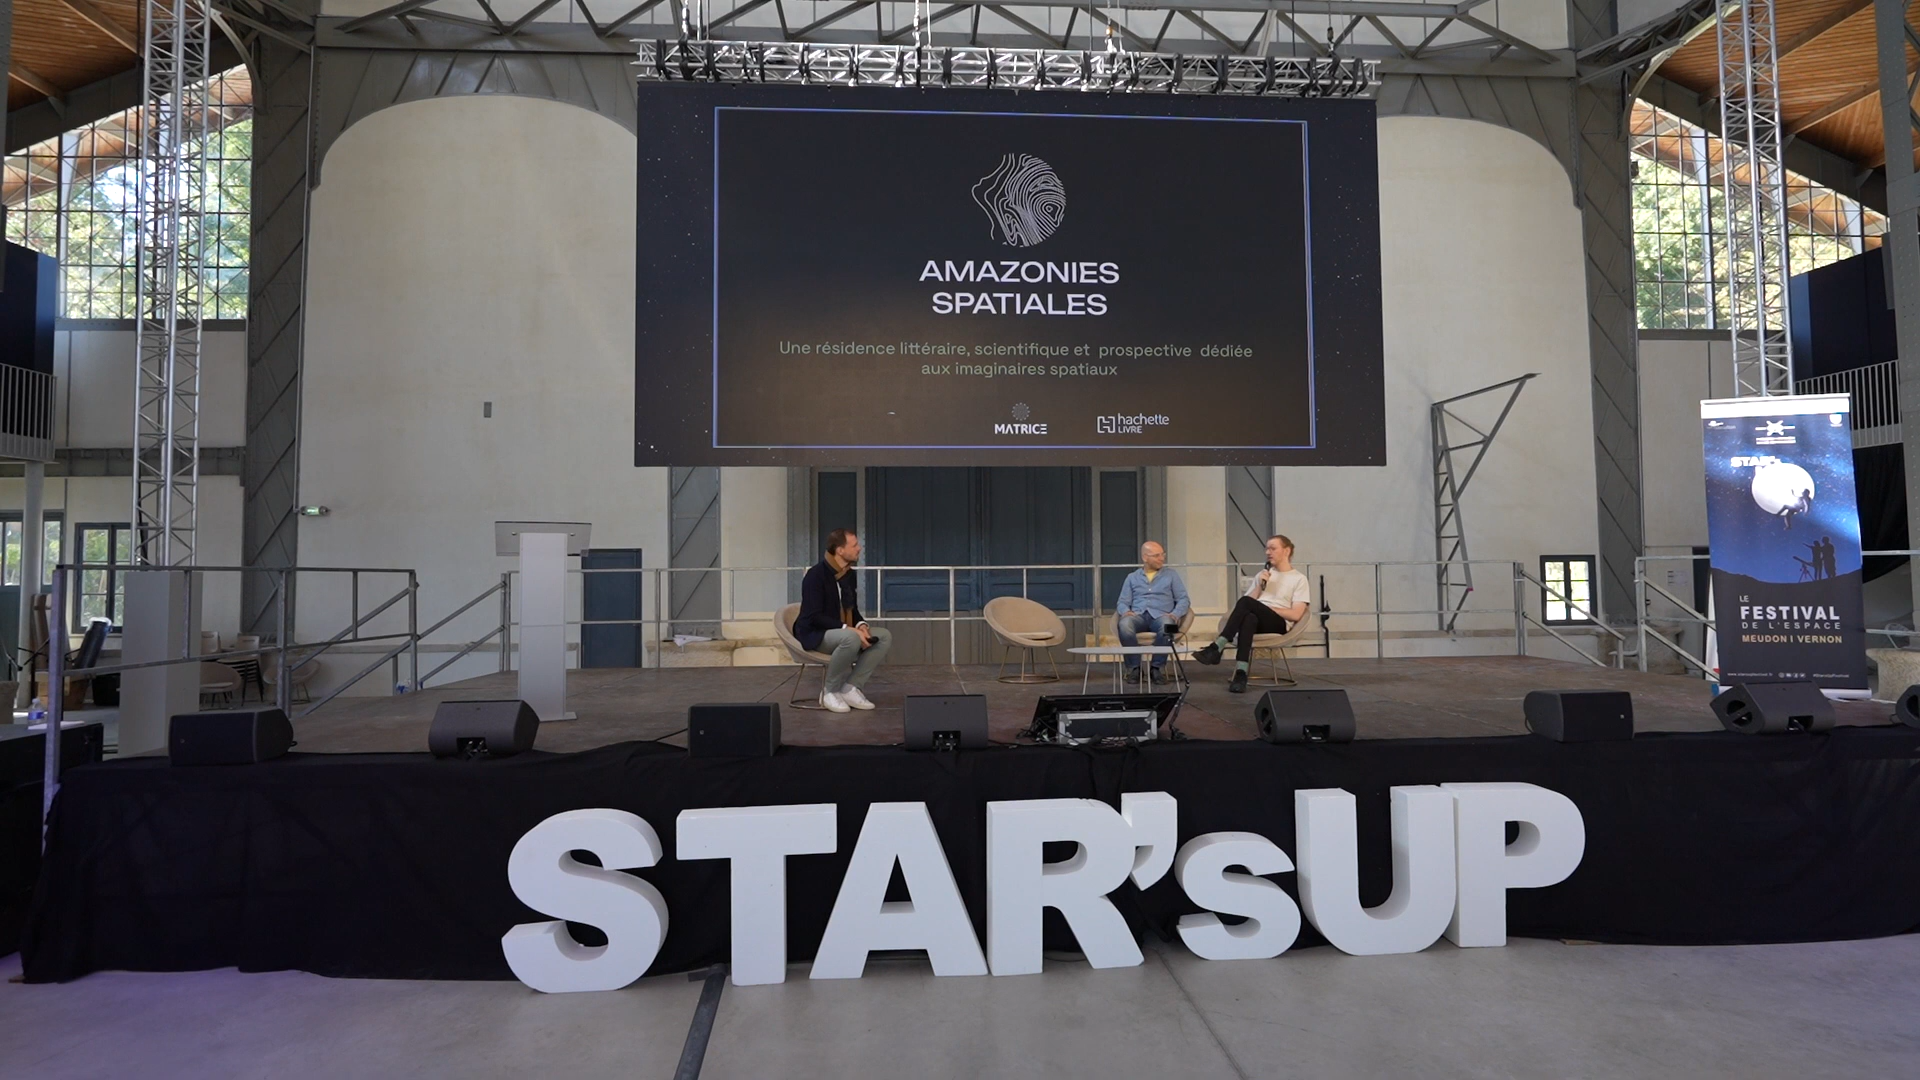 AMAZONIES
SPATIALES
Une résidence littéraire, scientifique et prospective dédiée
aux imaginaires spatiaux
MATRICE
hachette
LIVRE
LE
FESTIVAL
DE L'ESPACE
MEUDON | VERNON
STAR'sUP